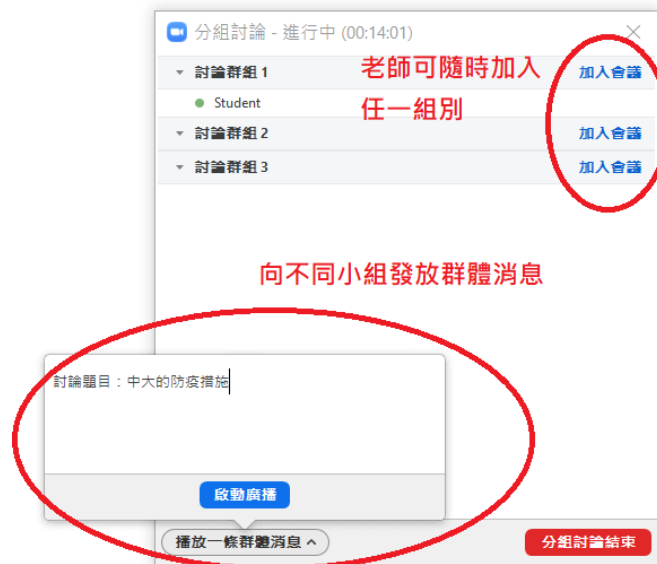 分組討論 - 進行中 (00:14:01)
討論群組 1
加入會議
老師可隨時加入
任一組別
Student
討論群組 2
加入會議
討論群組 3
加入會議
向不同小組發放群體消息
討論題目：中大的防疫措施
啟動廣播
播放一條群體消息
分組討論結束